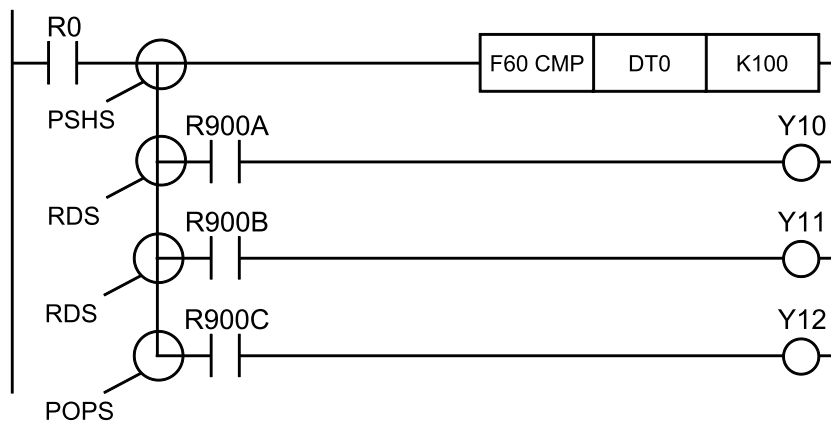 R0
F60 CMP DT0 K100
PSHS
R900A Y10
RDS
R900B Y11
RDS
R900C Y12
POPS